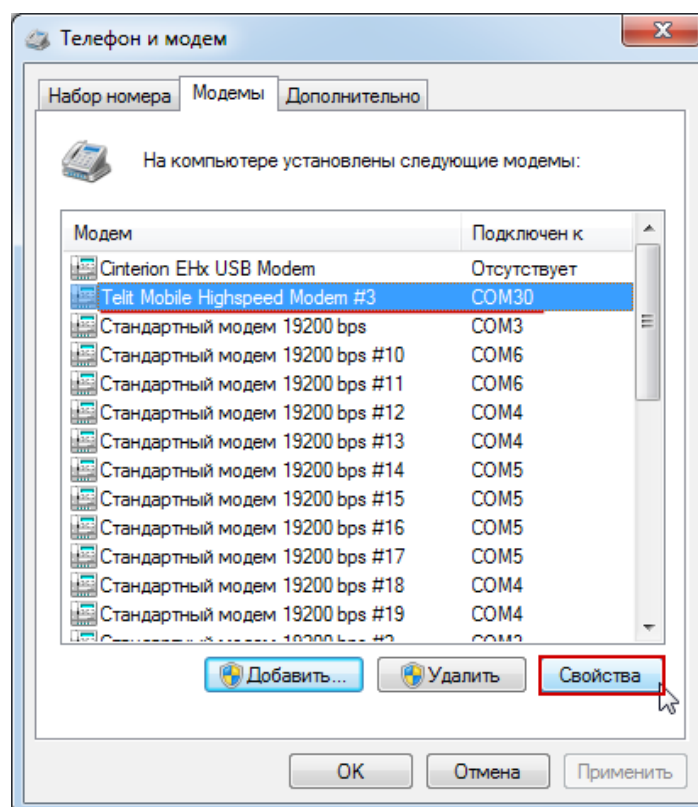 Телефон и модем
Набор номера Модемы Дополнительно
На компьютере установлены следующие модемы:
Модем Подключен к
Cinterion EHx USB Modem Отсутствует
Telit Mobile Highspeed Modem #3 COM30
Стандартный модем 19200 bps COM3
Стандартный модем 19200 bps #10 COM6
Стандартный модем 19200 bps #11 COM6
Стандартный модем 19200 bps #12 COM4
Стандартный модем 19200 bps #13 COM4
Стандартный модем 19200 bps #14 COM5
Стандартный модем 19200 bps #15 COM5
Стандартный модем 19200 bps #16 COM5
Стандартный модем 19200 bps #17 COM5
Стандартный модем 19200 bps #18 COM4
Стандартный модем 19200 bps #19 COM4
Добавить... Удалить Свойства
OK Отмена Применить